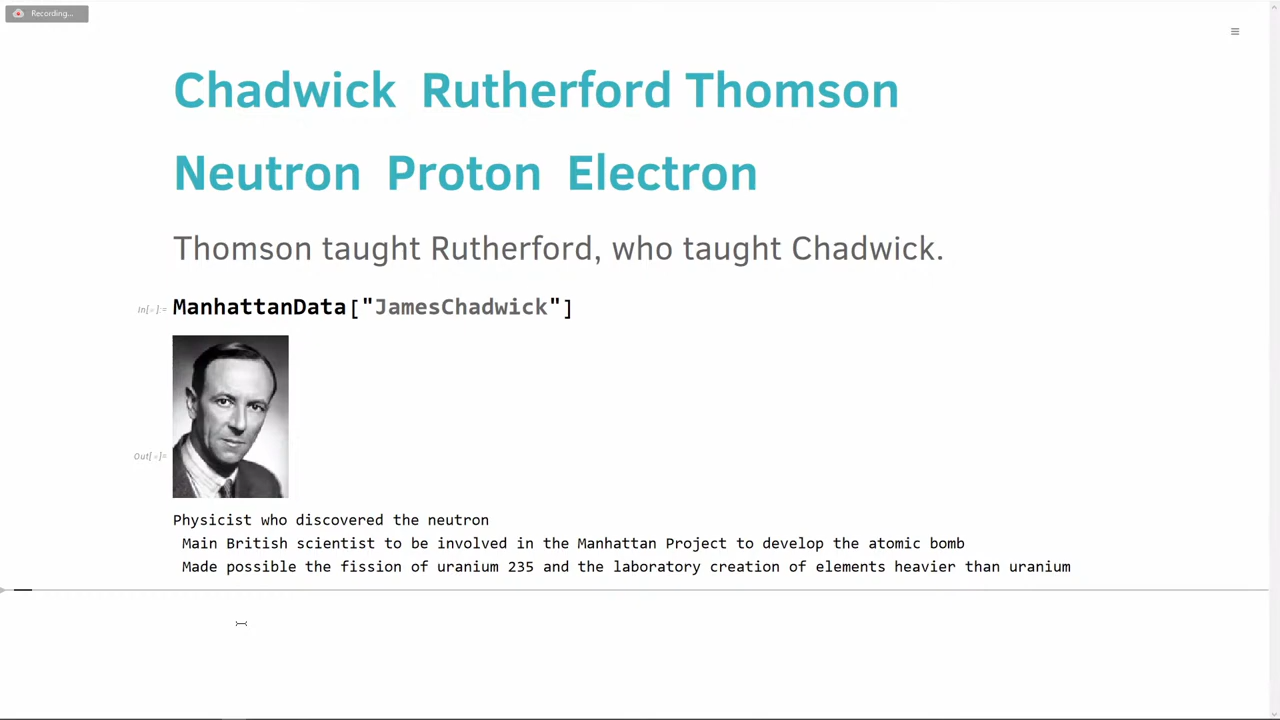 Recording...
Chadwick Rutherford Thomson
Neutron Proton Electron
Thomson taught Rutherford, who taught Chadwick.
In[∘]:= ManhattanData["JamesChadwick"]
Out[∘]=
Physicist who discovered the neutron
Main British scientist to be involved in the Manhattan Project to develop the atomic bomb
Made possible the fission of uranium 235 and the laboratory creation of elements heavier than uranium